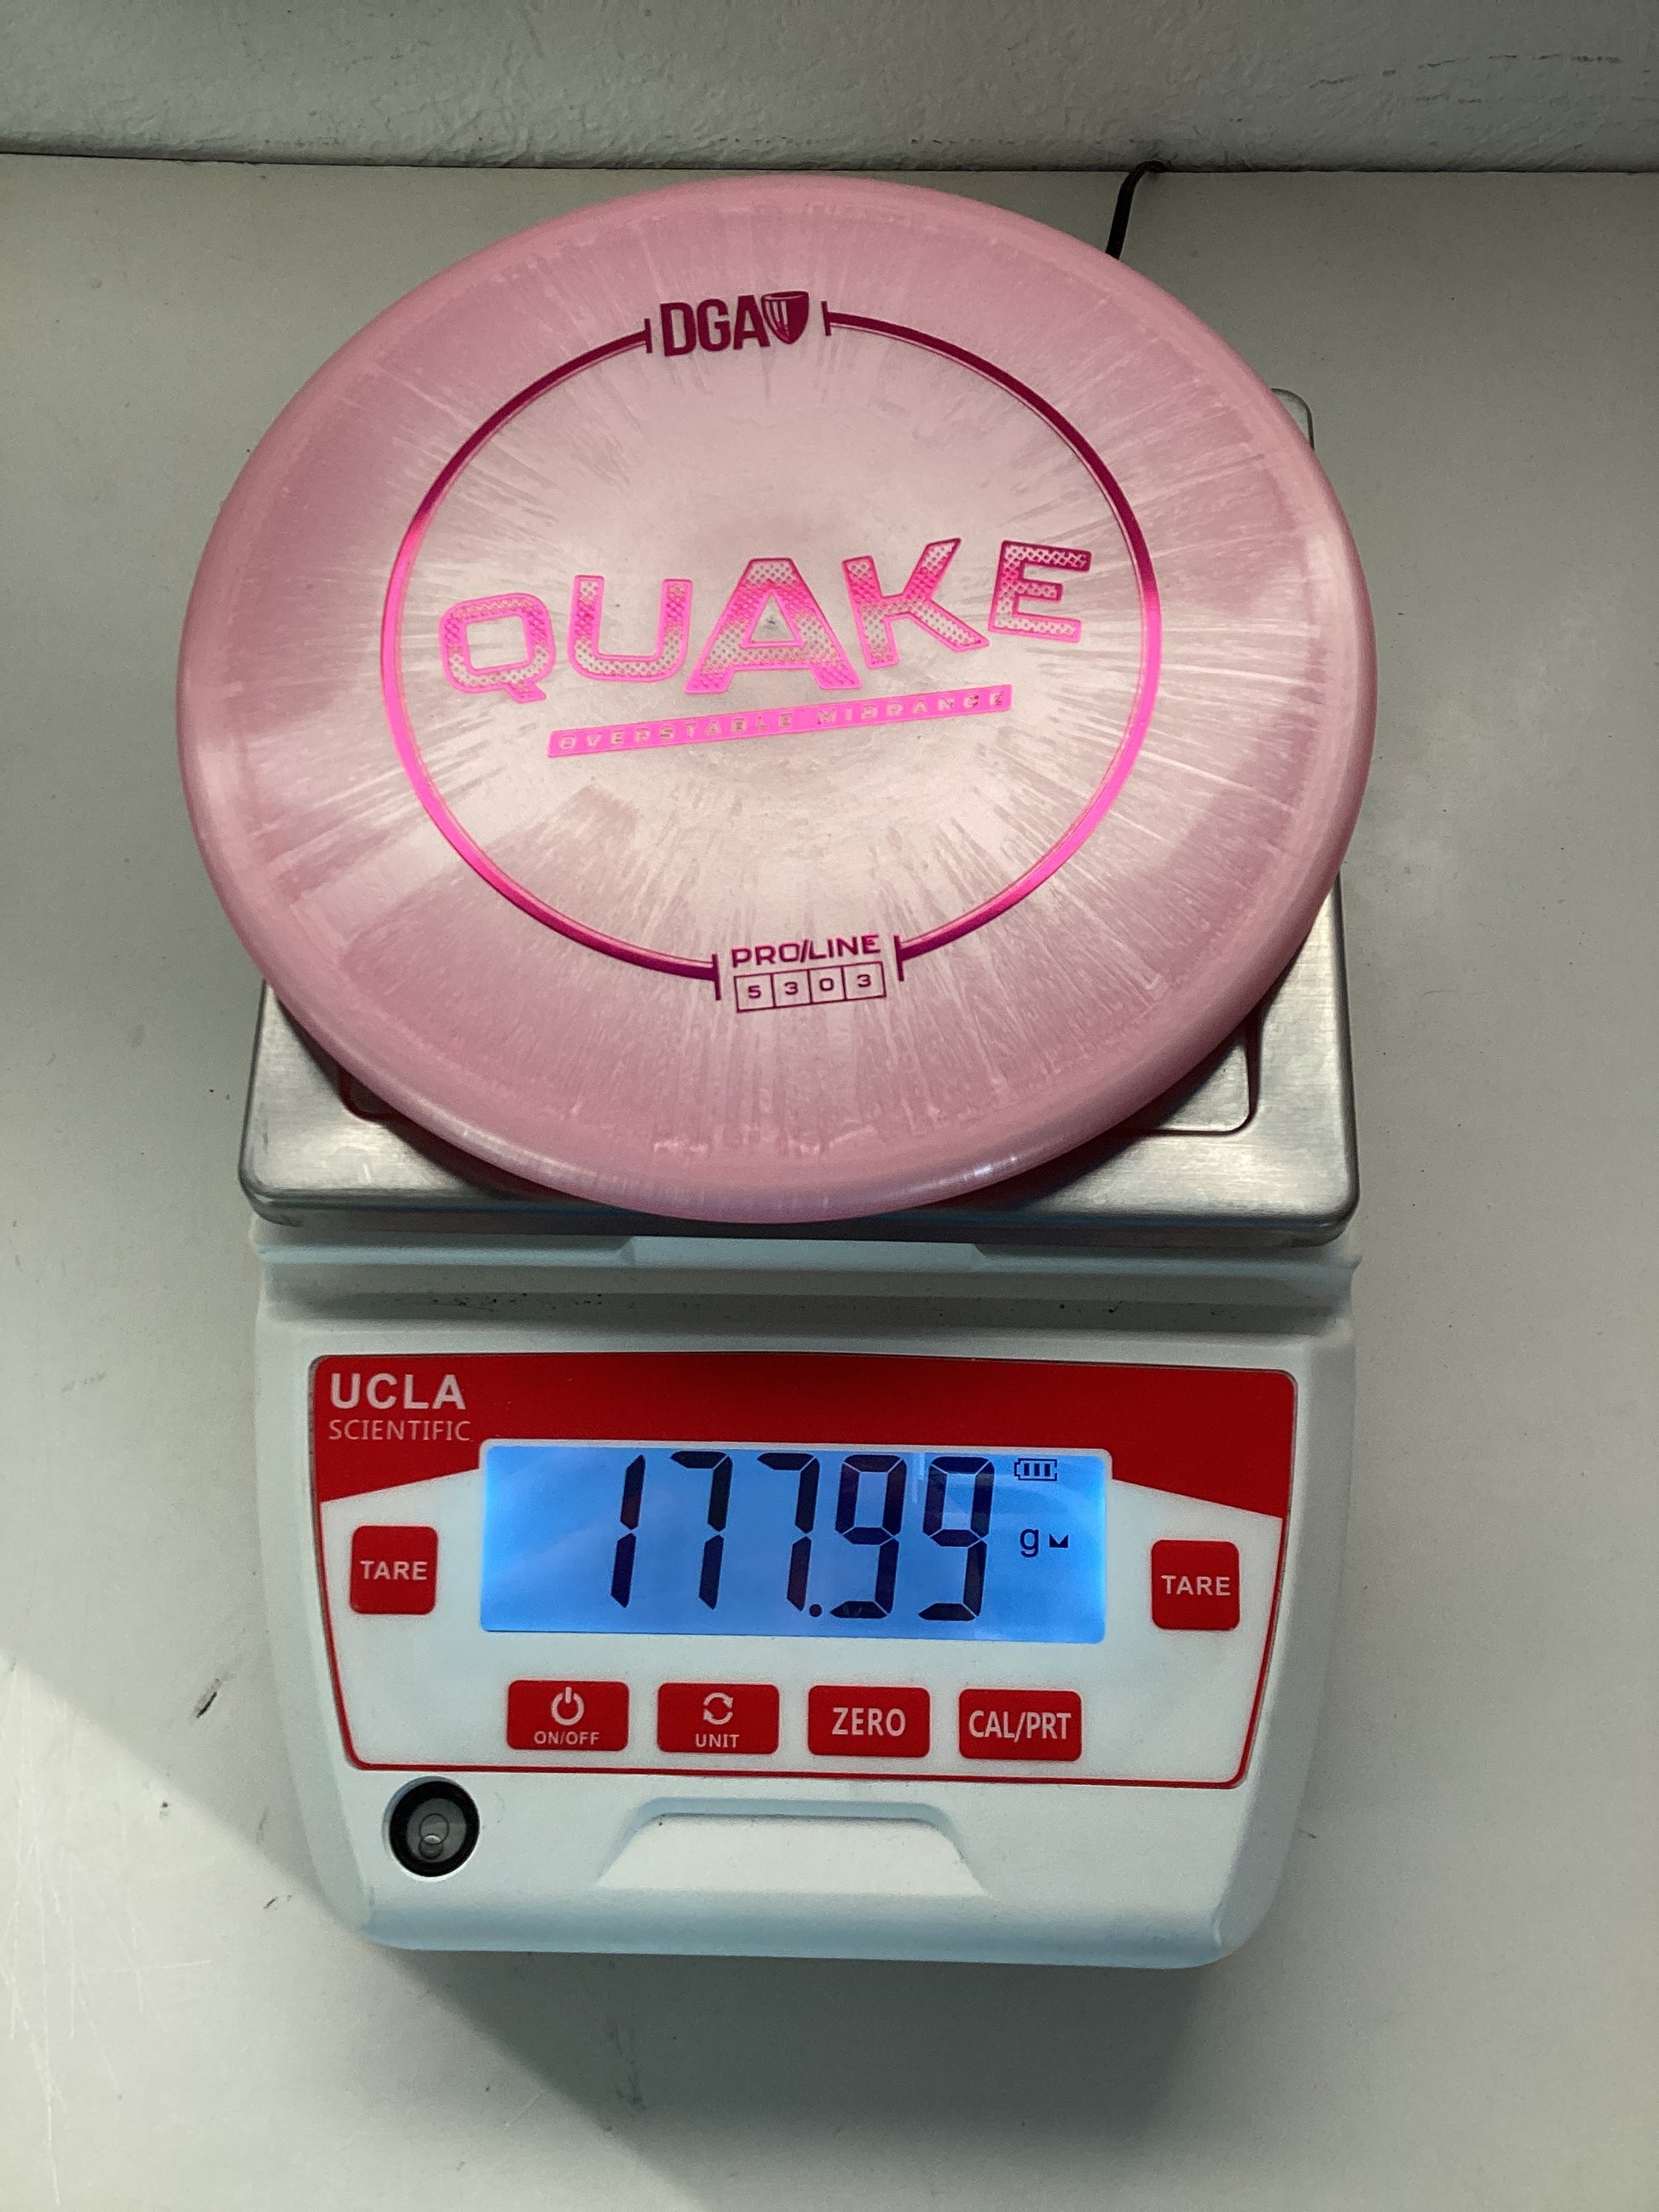 DGA
QUAKE
OVERSTABLE MIDRANGE
PRO/LINE
5 3 0 3
UCLA
SCIENTIFIC
177.99 g
TARE
TARE
ON/OFF
UNIT
ZERO
CAL/PRT